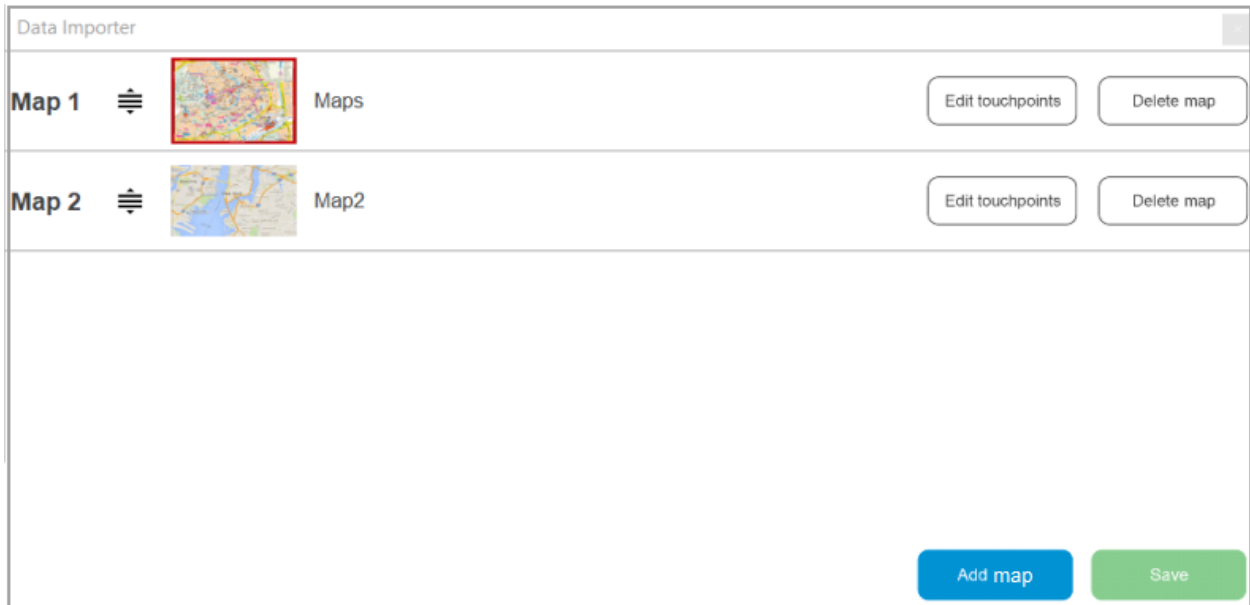 Data Importer
Map 1 Maps Edit touchpoints Delete map
Map 2 Map2 Edit touchpoints Delete map
Add map Save